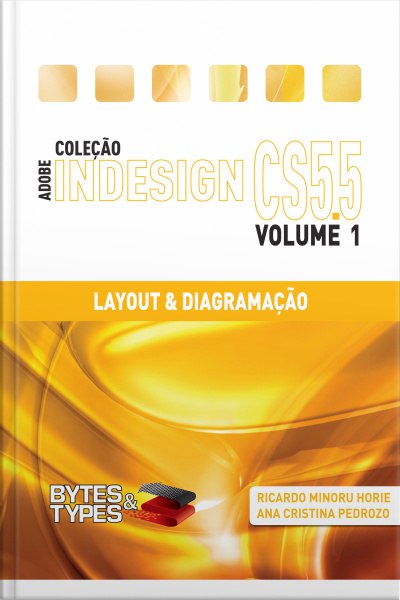 COLEÇÃO
ADOBE
INDESIGN CS5.5
VOLUME 1
LAYOUT & DIAGRAMAÇÃO
BYTES &
TYPES
RICARDO MINORU HORIE
ANA CRISTINA PEDROZO